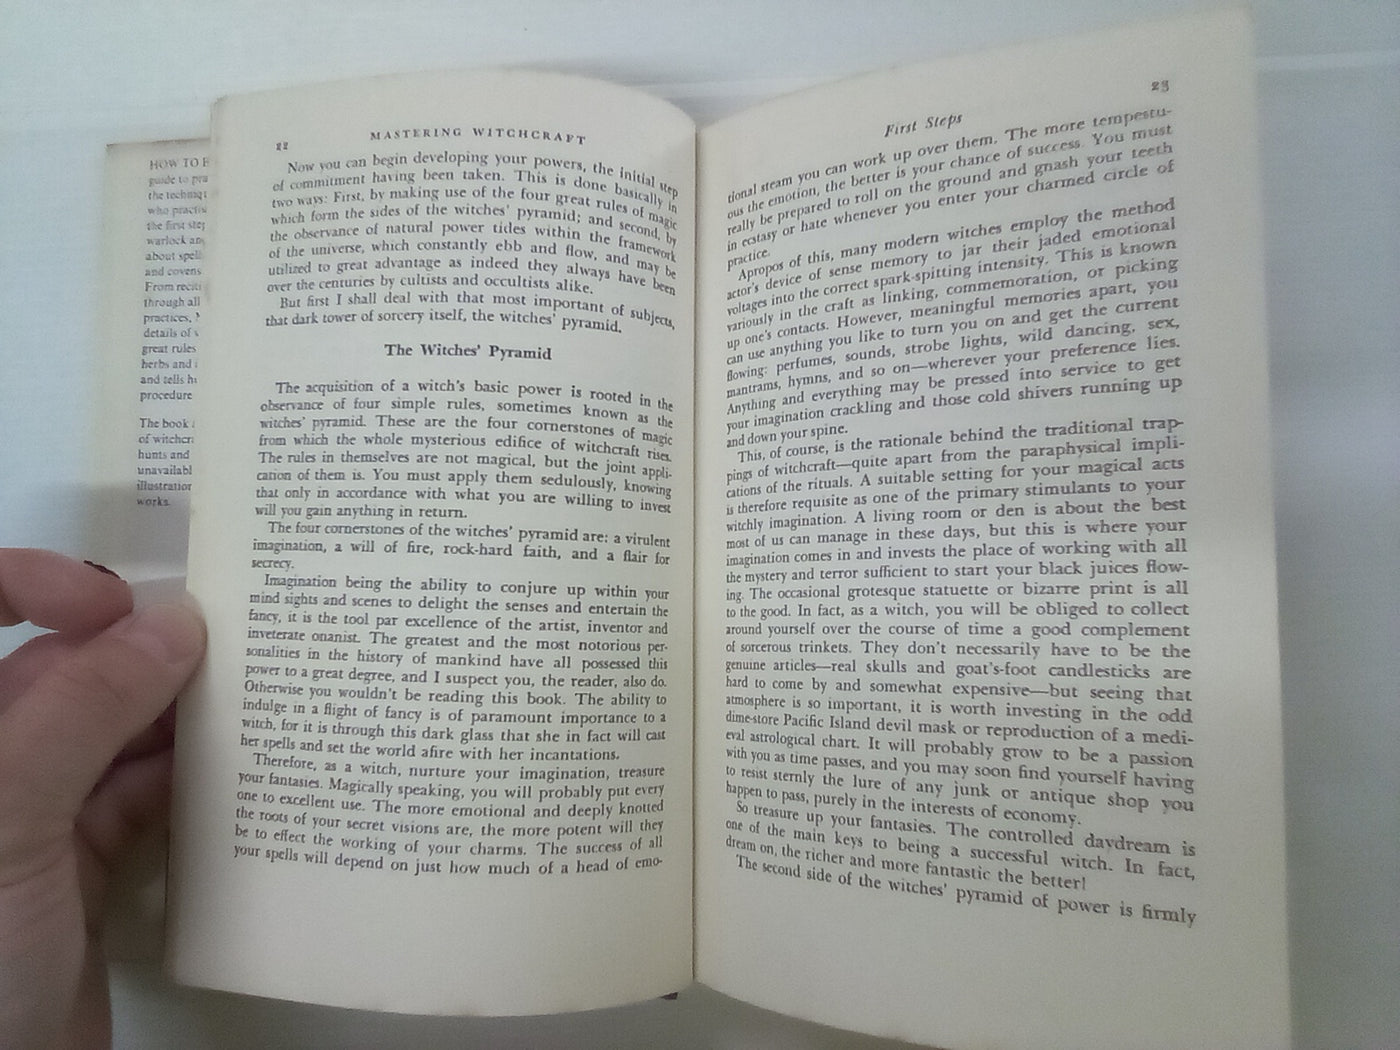 HOW TO
guide to
the
who
the first
warlock
about
and covens
From
through all
practices,
details of
great rules
herbs and
and tells
procedure
The book
of
hunts and
unavailabl
illustration
works.
22
MASTERING WITCHCRAFT
Now you can begin developing your powers, the initial step
of commitment having been taken. This is done basically in
two ways: First, by making use of the four great rules of magic
which form the sides of the witches' pyramid; and second, by
the observance of natural power tides within the framework
of the universe, which constantly ebb and flow, and may be
utilized to great advantage as indeed they always have been
over the centuries by cultists and occultists alike.
But first I shall deal with that most important of subjects,
that dark tower of sorcery itself, the witches' pyramid.
The Witches' Pyramid
The acquisition of a witch's basic power is rooted in the
observance of four simple rules, sometimes known as the
witches' pyramid. These are the four cornerstones of magic
from which the whole mysterious edifice of witchcraft rises.
The rules in themselves are not magical, but the joint appli-
cation of them is. You must apply them sedulously, knowing
that only in accordance with what you are willing to invest
will you gain anything in return.
The four cornerstones of the witches' pyramid are: a virulent
imagination, a will of fire, rock-hard faith, and a flair for
secrecy.
Imagination being the ability to conjure up within your
mind sights and scenes to delight the senses and entertain the
fancy, it is the tool par excellence of the artist, inventor and
inveterate onanist. The greatest and the most notorious per-
sonalities in the history of mankind have all possessed this
power to a great degree, and I suspect you, the reader, also do.
Otherwise you wouldn't be reading this book. The ability to
indulge in a flight of fancy is of paramount importance to a
witch, for it is through this dark glass that she in fact will cast
her spells and set the world afire with her incantations.
Therefore, as a witch, nurture your imagination, treasure
your fantasies. Magically speaking, you will probably put every
one to excellent use. The more emotional and deeply knotted
the roots of your secret visions are, the more potent will they
be to effect the working of your charms. The success of all
your spells will depend on just how much of a head of emo-
First Steps
23
tional steam you can work up over them. The more tempestu-
ous the emotion, the better is your chance of success. You must
really be prepared to roll on the ground and gnash your teeth
in ecstasy or hate whenever you enter your charmed circle of
practice.
Apropos of this, many modern witches employ the method
actor's device of sense memory to jar their jaded emotional
voltages into the correct spark-spitting intensity. This is known
variously in the craft as linking, commemoration, or picking
up one's contacts. However, meaningful memories apart, you
can use anything you like to turn you on and get the current
flowing: perfumes, sounds, strobe lights, wild dancing, sex,
mantrams, hymns, and so on—wherever your preference lies.
Anything and everything may be pressed into service to get
your imagination crackling and those cold shivers running up
and down your spine.
This, of course, is the rationale behind the traditional trap-
pings of witchcraft—quite apart from the paraphysical impli-
cations of the rituals. A suitable setting for your magical acts
is therefore requisite as one of the primary stimulants to your
witchly imagination. A living room or den is about the best
most of us can manage in these days, but this is where your
imagination comes in and invests the place of working with all
the mystery and terror sufficient to start your black juices flow-
ing. The occasional grotesque statuette or bizarre print is all
to the good. In fact, as a witch, you will be obliged to collect
around yourself over the course of time a good complement
of sorcerous trinkets. They don't necessarily have to be the
genuine articles—real skulls and goat's-foot candlesticks are
hard to come by and somewhat expensive—but seeing that
atmosphere is so important, it is worth investing in the odd
dime-store Pacific Island devil mask or reproduction of a medi-
eval astrological chart. It will probably grow to be a passion
with you as time passes, and you may soon find yourself having
to resist sternly the lure of any junk or antique shop you
happen to pass, purely in the interests of economy.
So treasure up your fantasies. The controlled daydream is
one of the main keys to being a successful witch. In fact,
dream on, the richer and more fantastic the better!
The second side of the witches' pyramid of power is firmly